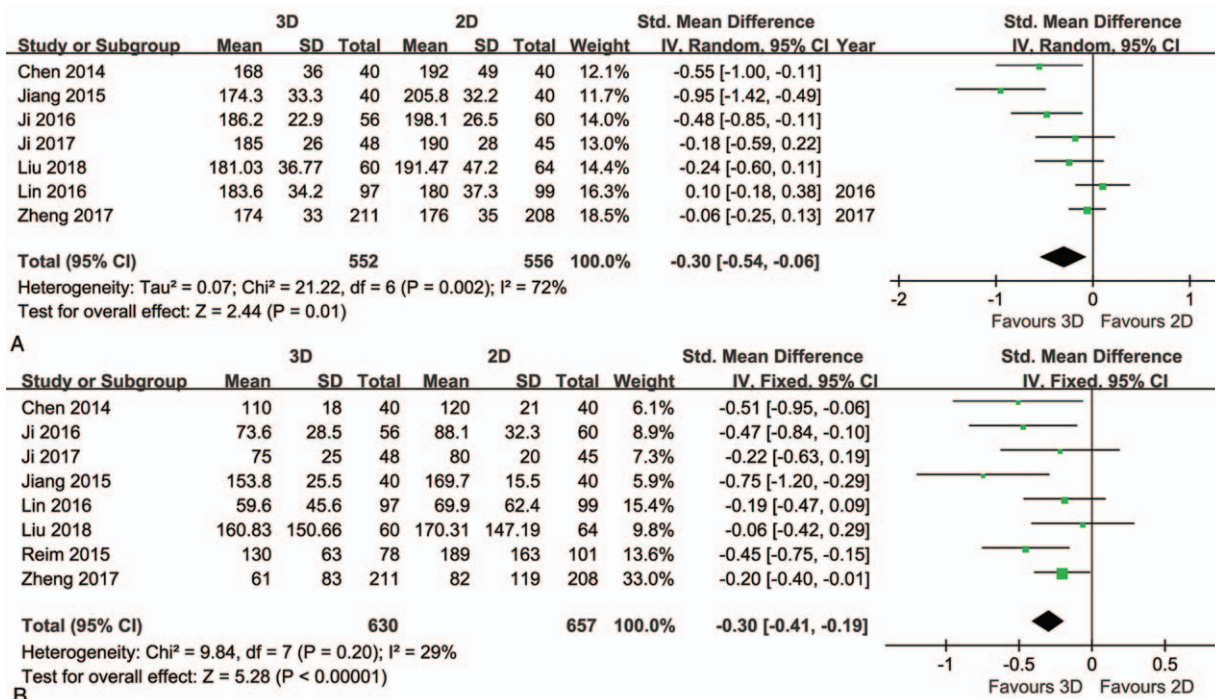 3D 2D Std. Mean Difference Std. Mean Difference
Study or Subgroup Mean SD Total Mean SD Total Weight IV, Random, 95% CI Year IV, Random, 95% CI
Chen 2014 168 36 40 192 49 40 12.1% -0.55 [-1.00, -0.11]
Jiang 2015 174.3 33.3 40 205.8 32.2 40 11.7% -0.95 [-1.42, -0.49]
Ji 2016 186.2 22.9 56 198.1 26.5 60 14.0% -0.48 [-0.85, -0.11]
Ji 2017 185 26 48 190 28 45 13.0% -0.18 [-0.59, 0.22]
Liu 2018 181.03 36.77 60 191.47 47.2 64 14.4% -0.24 [-0.60, 0.11]
Lin 2016 183.6 34.2 97 180 37.3 99 16.3% 0.10 [-0.18, 0.38] 2016
Zheng 2017 174 33 211 176 35 208 18.5% -0.06 [-0.25, 0.13] 2017
Total (95% CI) 552 556 100.0% -0.30 [-0.54, -0.06]
Heterogeneity: Tau² = 0.07; Chi² = 21.22, df = 6 (P = 0.002); I² = 72%
Test for overall effect: Z = 2.44 (P = 0.01)
-2 -1 0 1
Favours 3D Favours 2D
A
3D 2D Std. Mean Difference Std. Mean Difference
Study or Subgroup Mean SD Total Mean SD Total Weight IV, Fixed, 95% CI IV, Fixed, 95% CI
Chen 2014 110 18 40 120 21 40 6.1% -0.51 [-0.95, -0.06]
Ji 2016 73.6 28.5 56 88.1 32.3 60 8.9% -0.47 [-0.84, -0.10]
Ji 2017 75 25 48 80 20 45 7.3% -0.22 [-0.63, 0.19]
Jiang 2015 153.8 25.5 40 169.7 15.5 40 5.9% -0.75 [-1.20, -0.29]
Lin 2016 59.6 45.6 97 69.9 62.4 99 15.4% -0.19 [-0.47, 0.09]
Liu 2018 160.83 150.66 60 170.31 147.19 64 9.8% -0.06 [-0.42, 0.29]
Reim 2015 130 63 78 189 163 101 13.6% -0.45 [-0.75, -0.15]
Zheng 2017 61 83 211 82 119 208 33.0% -0.20 [-0.40, -0.01]
Total (95% CI) 630 657 100.0% -0.30 [-0.41, -0.19]
Heterogeneity: Chi² = 9.84, df = 7 (P = 0.20); I² = 29%
Test for overall effect: Z = 5.28 (P < 0.00001)
-1 -0.5 0 0.5
Favours 3D Favours 2D
B